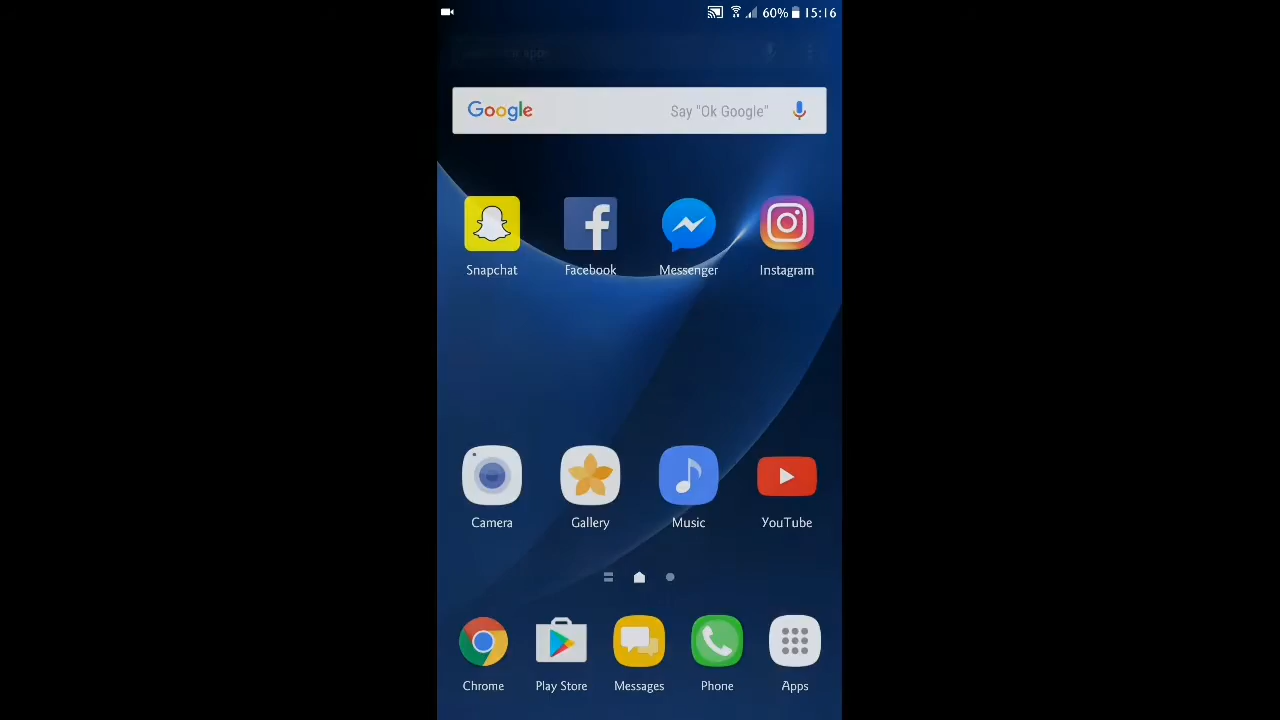 60% 15:16
Google Say "Ok Google"
Snapchat Facebook Messenger Instagram
Camera Gallery Music YouTube
Chrome Play Store Messages Phone Apps